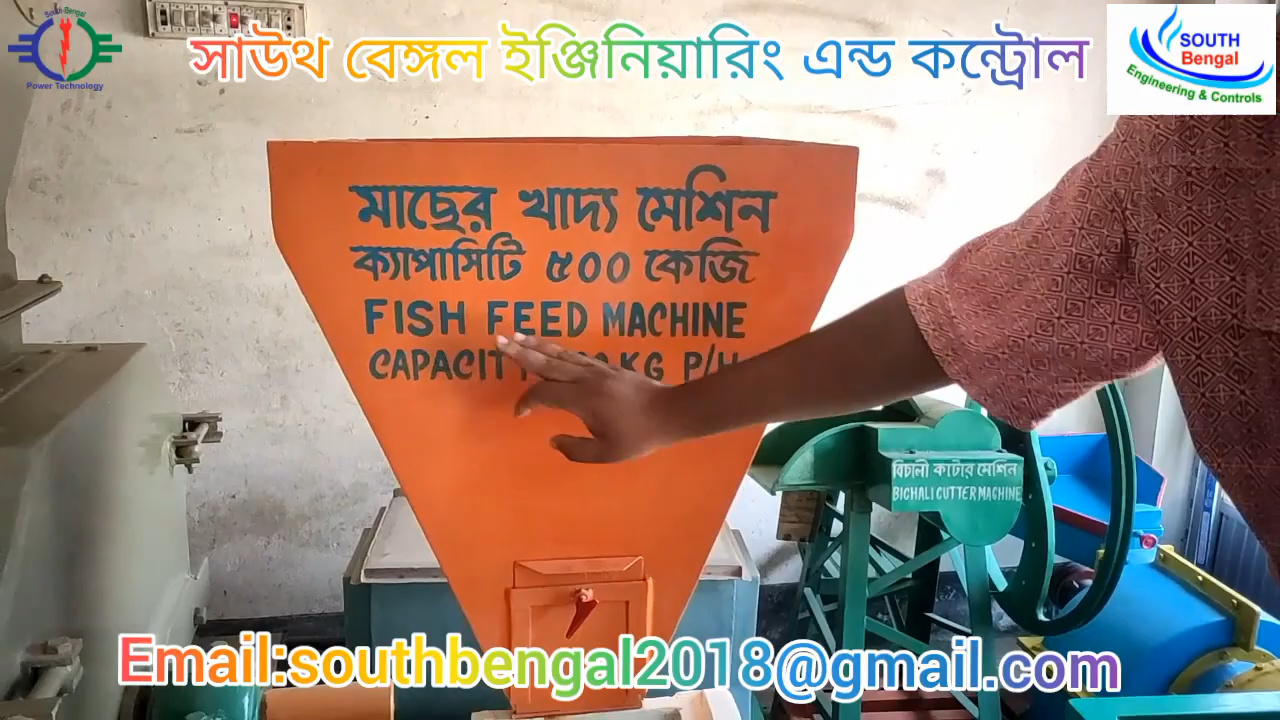 South-Bengal
Power Technology
সাউথ বেঙ্গল ইঞ্জিনিয়ারিং এন্ড কন্ট্রোল
SOUTH
Bengal
Engineering & Controls
মাছের খাদ্য মেশিন
ক্যাপাসিটি ৫০০ কেজি
FISH FEED MACHINE
KG P/H
বিচালী কাটার মেশিন
BICHALI CUTTER MACHINE
Email:southbengal2018@gmail.com